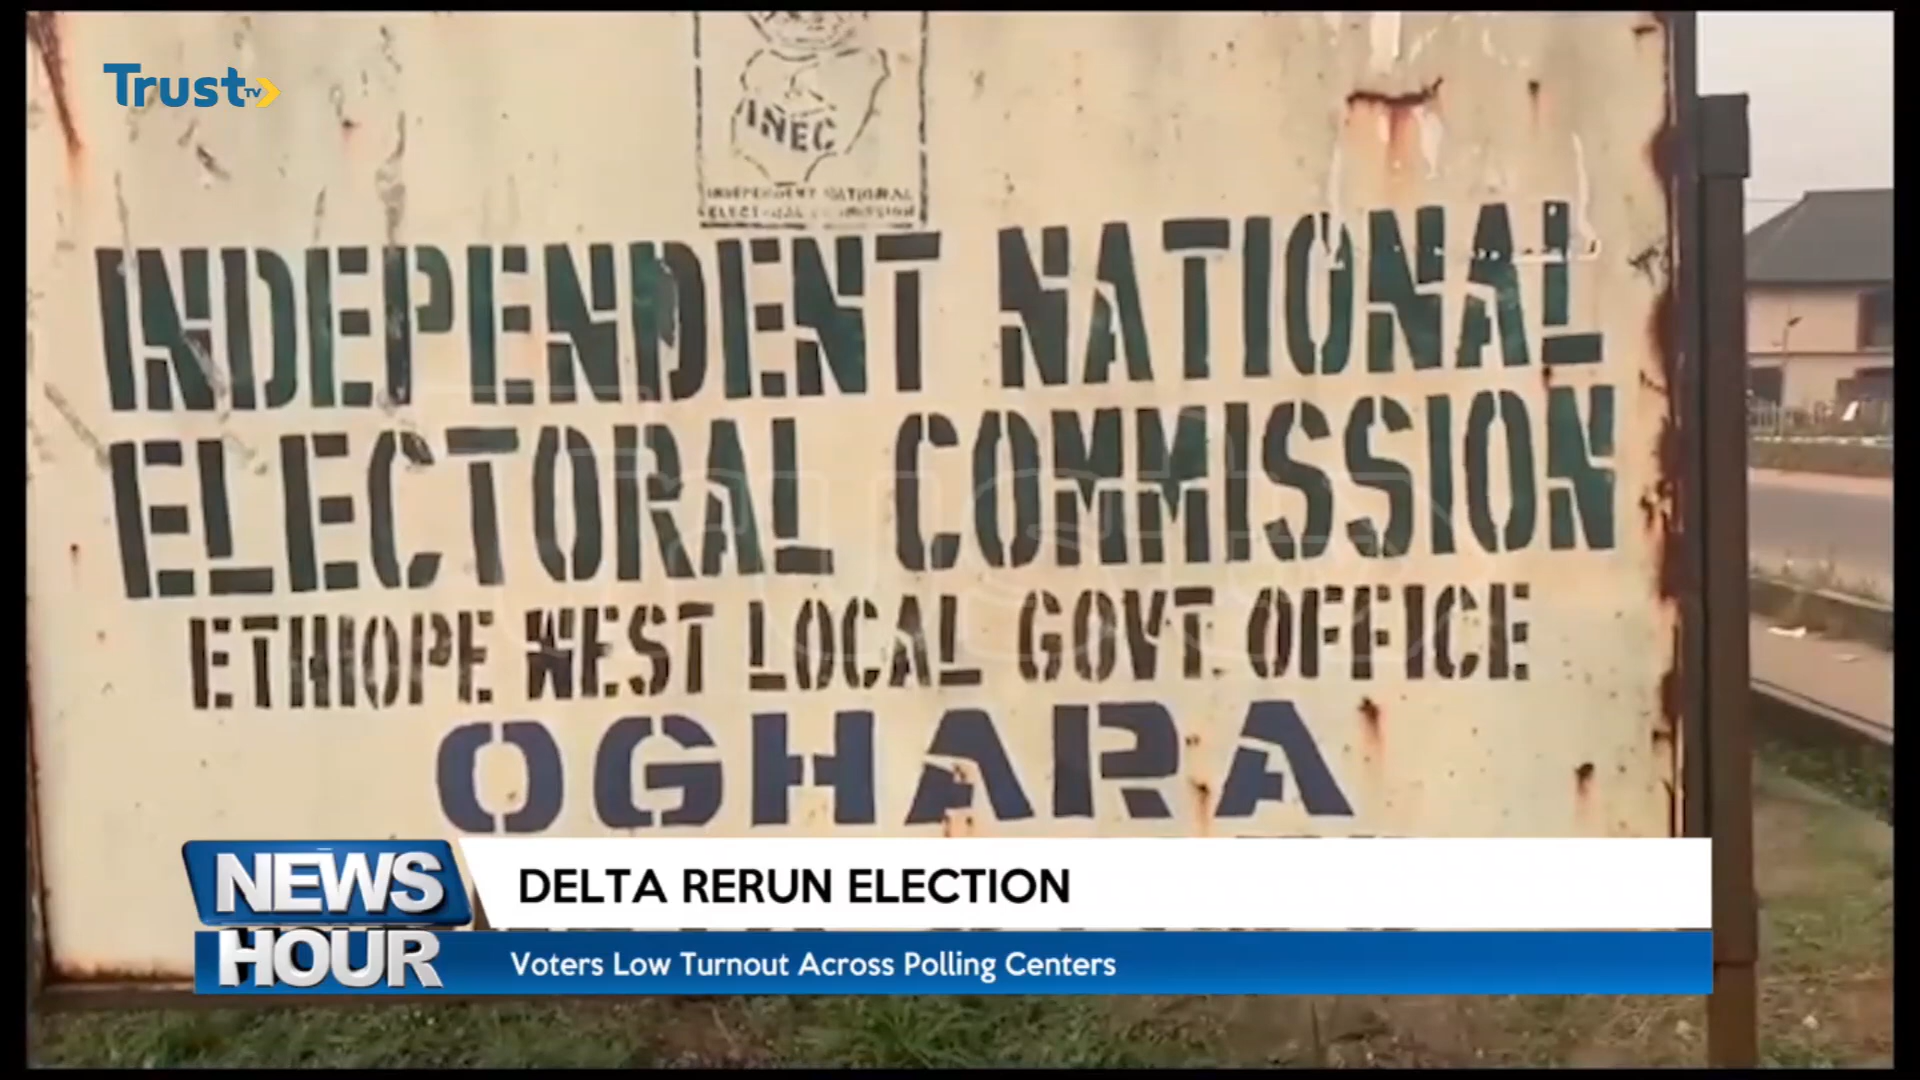 Trust TV
INEC
INDEPENDENT NATIONAL
ELECTORAL COMMISSION
INDEPENDENT NATIONAL
ELECTORAL COMMISSION
ETHIOPE WEST LOCAL GOVT OFFICE
OGHARA
NEWS
HOUR
DELTA RERUN ELECTION
Voters Low Turnout Across Polling Centers